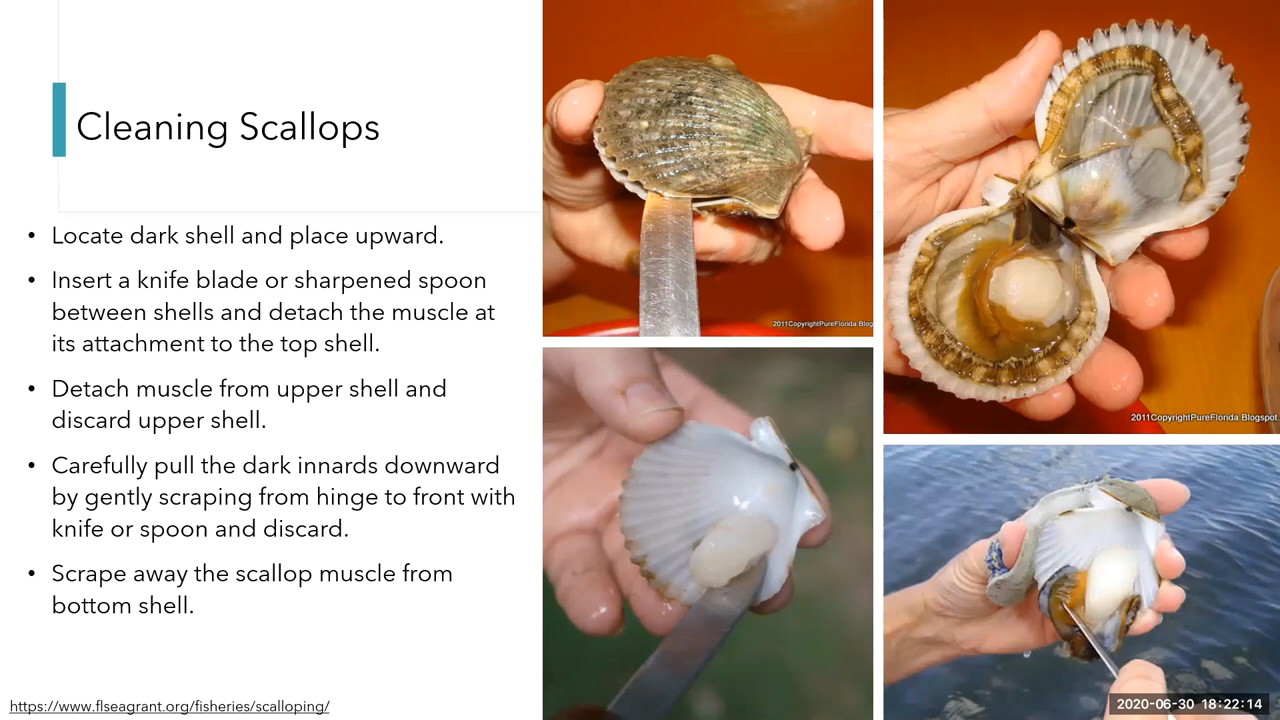 Cleaning Scallops
• Locate dark shell and place upward.
• Insert a knife blade or sharpened spoon
between shells and detach the muscle at
its attachment to the top shell.
• Detach muscle from upper shell and
discard upper shell.
• Carefully pull the dark innards downward
by gently scraping from hinge to front with
knife or spoon and discard.
• Scrape away the scallop muscle from
bottom shell.
https://www.flseagrant.org/fisheries/scalloping/
2011CopyrightPureFlorida.Blog
2011CopyrightPureFlorida.Blogspot
2020-06-30 18:22:14